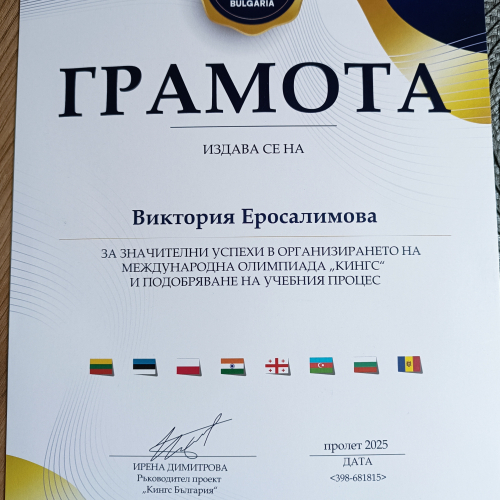 BULGARIA
ГРАМОТА
ИЗДАВА СЕ НА
Виктория Еросалимова
ЗА ЗНАЧИТЕЛНИ УСПЕХИ В ОРГАНИЗИРАНЕТО НА
МЕЖДУНАРОДНА ОЛИМПИАДА „КИНГС“
И ПОДОБРЯВАНЕ НА УЧЕБНИЯ ПРОЦЕС
ИРЕНА ДИМИТРОВА
Ръководител проект
„Кингс България“
пролет 2025
ДАТА
<398-681815>